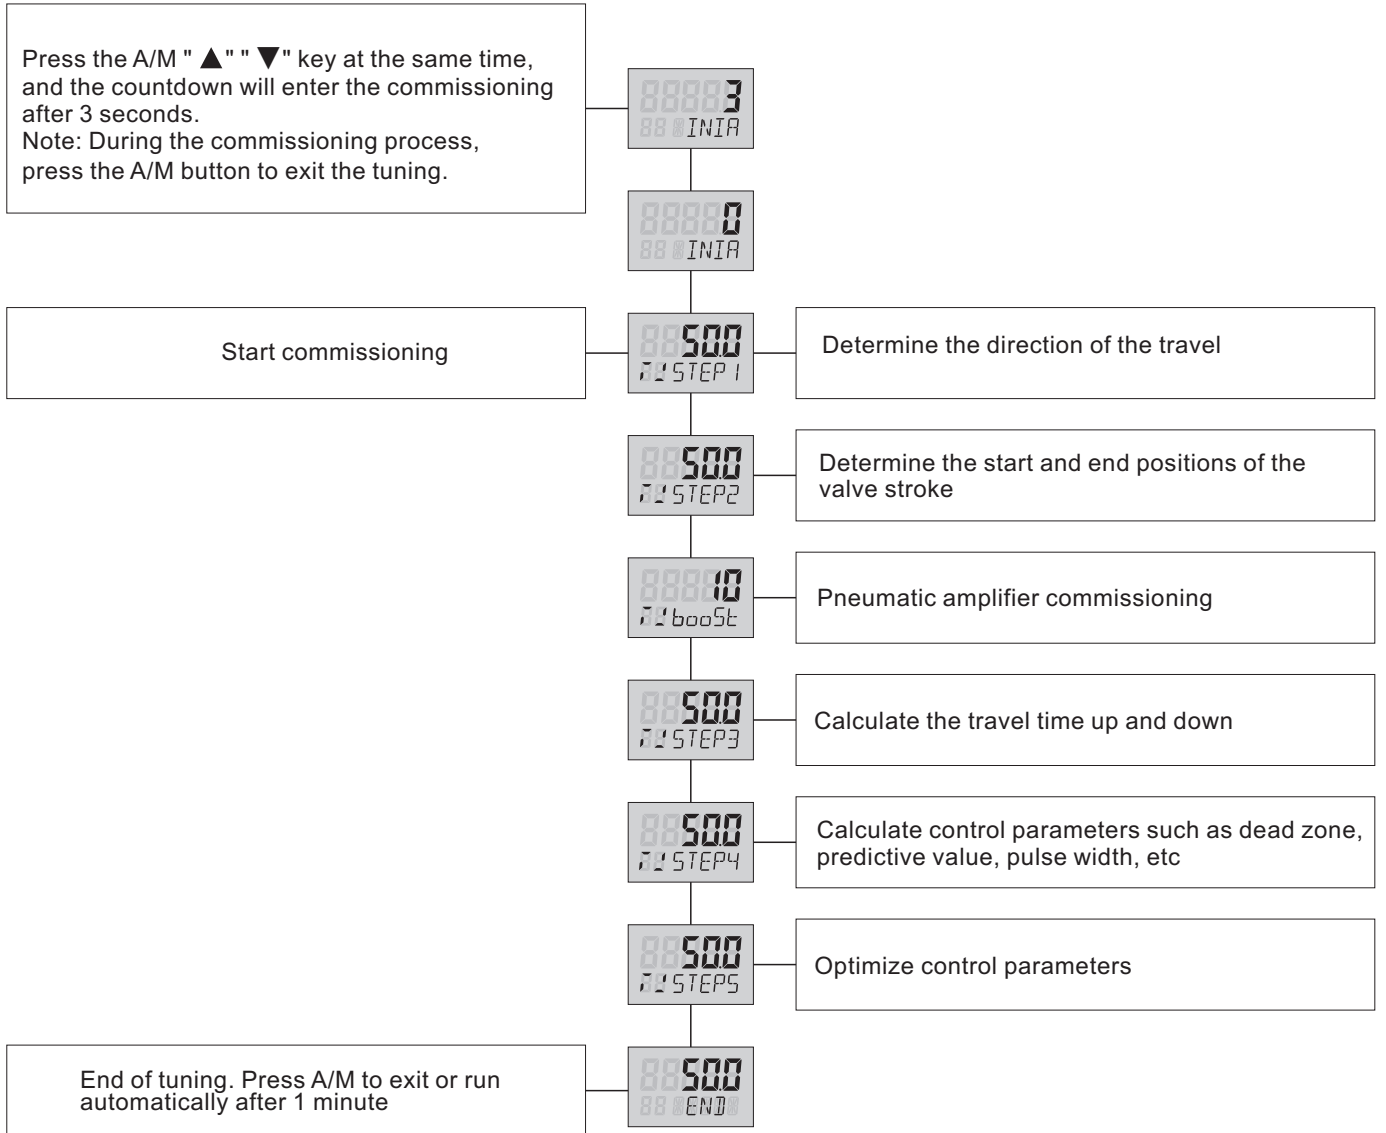 Press the A/M " ▲" " ▼" key at the same time,
and the countdown will enter the commissioning
after 3 seconds.
Note: During the commissioning process,
press the A/M button to exit the tuning.
3
INIA
0
INIA
Start commissioning
50.0
STEP1
Determine the direction of the travel
50.0
STEP2
Determine the start and end positions of the
valve stroke
10
booSt
Pneumatic amplifier commissioning
50.0
STEP3
Calculate the travel time up and down
50.0
STEP4
Calculate control parameters such as dead zone,
predictive value, pulse width, etc
50.0
STEP5
Optimize control parameters
End of tuning. Press A/M to exit or run
automatically after 1 minute
50.0
END